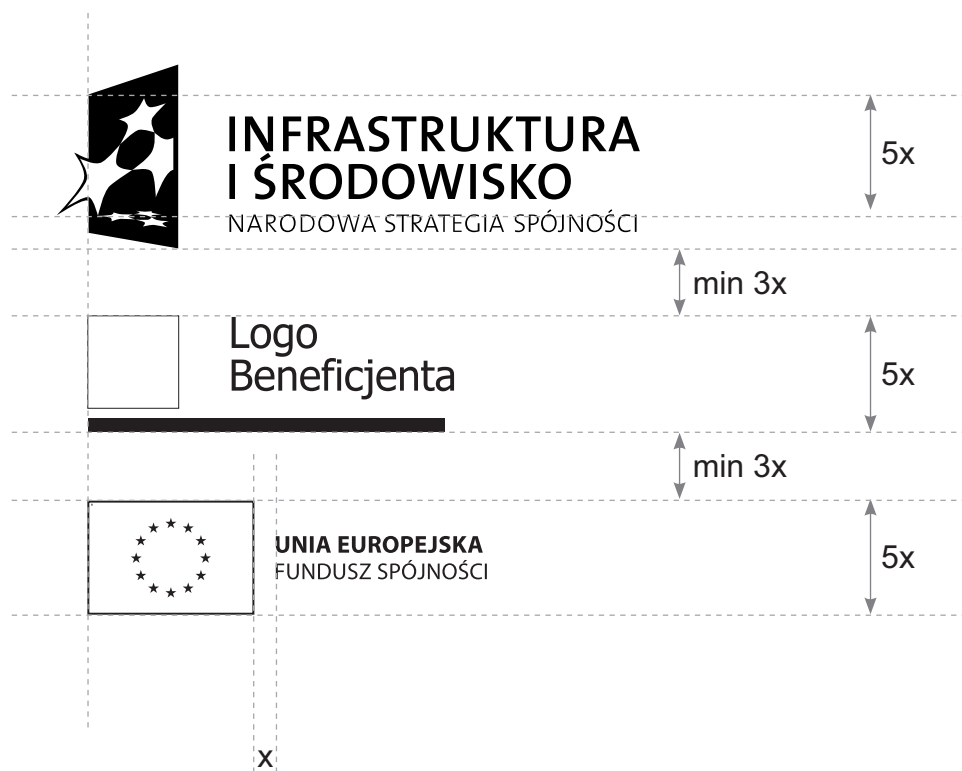 INFRASTRUKTURA
I ŚRODOWISKO
NARODOWA STRATEGIA SPÓJNOŚCI
5x
min 3x
Logo
Beneficjenta
5x
min 3x
UNIA EUROPEJSKA
FUNDUSZ SPÓJNOŚCI
5x
x